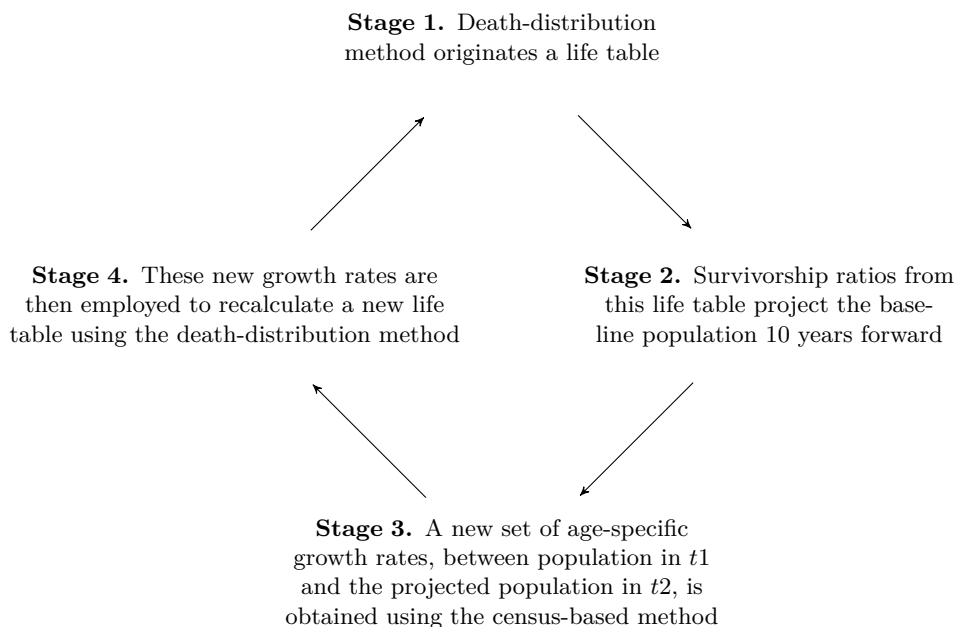 Stage 1. Death-distribution
method originates a life table
Stage 4. These new growth rates are
then employed to recalculate a new life
table using the death-distribution method
Stage 2. Survivorship ratios from
this life table project the base-
line population 10 years forward
Stage 3. A new set of age-specific
growth rates, between population in t1
and the projected population in t2, is
obtained using the census-based method